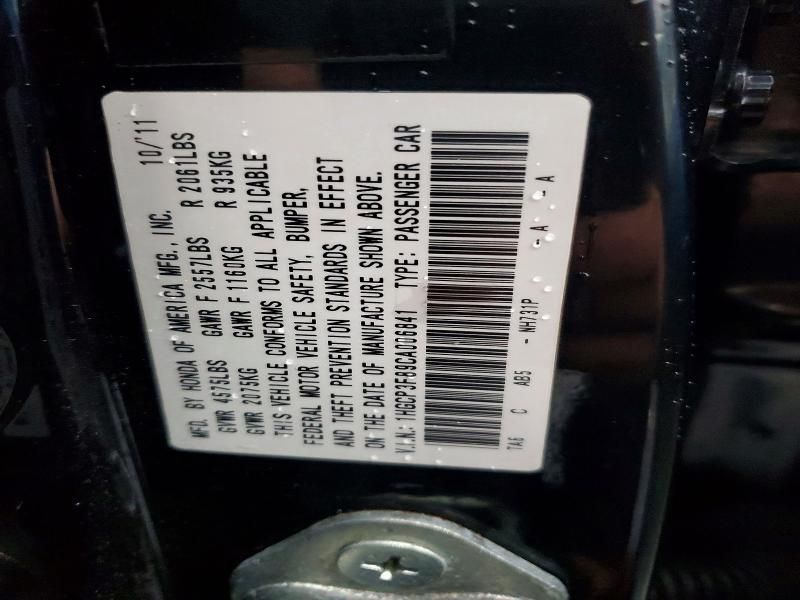 MFD. BY HONDA OF AMERICA MFG., INC. 10/'11
GVWR 4575LBS GAWR F 2557LBS R 2061LBS
GVWR 2075KG GAWR F 1160KG R 935KG
THIS VEHICLE CONFORMS TO ALL APPLICABLE
FEDERAL MOTOR VEHICLE SAFETY, BUMPER,
AND THEFT PREVENTION STANDARDS IN EFFECT
ON THE DATE OF MANUFACTURE SHOWN ABOVE.
V.I.N.: 1HGCP3F89CA006841 TYPE: PASSENGER CAR
TA6 C AB5 - NH731P - A - A